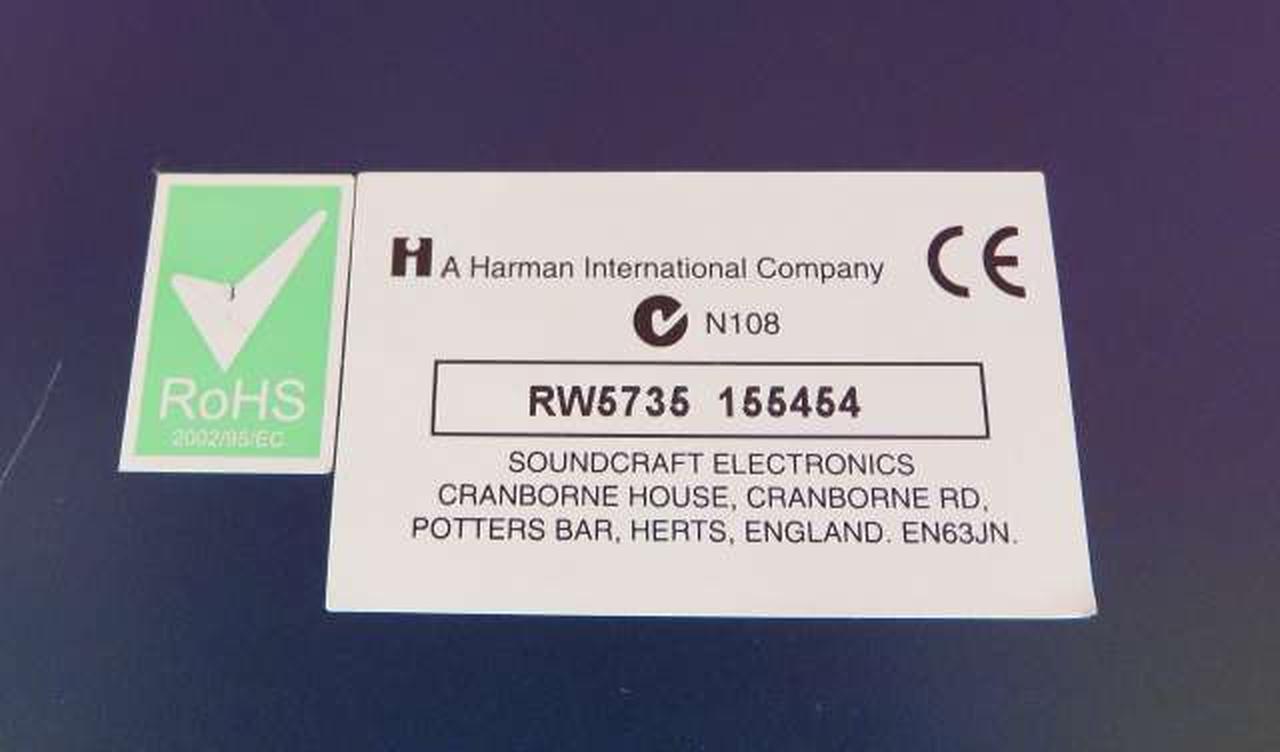 RoHS
2002/95/EC
A Harman International Company
CE
N108
RW5735 155454
SOUNDCRAFT ELECTRONICS
CRANBORNE HOUSE, CRANBORNE RD,
POTTERS BAR, HERTS, ENGLAND. EN63JN.